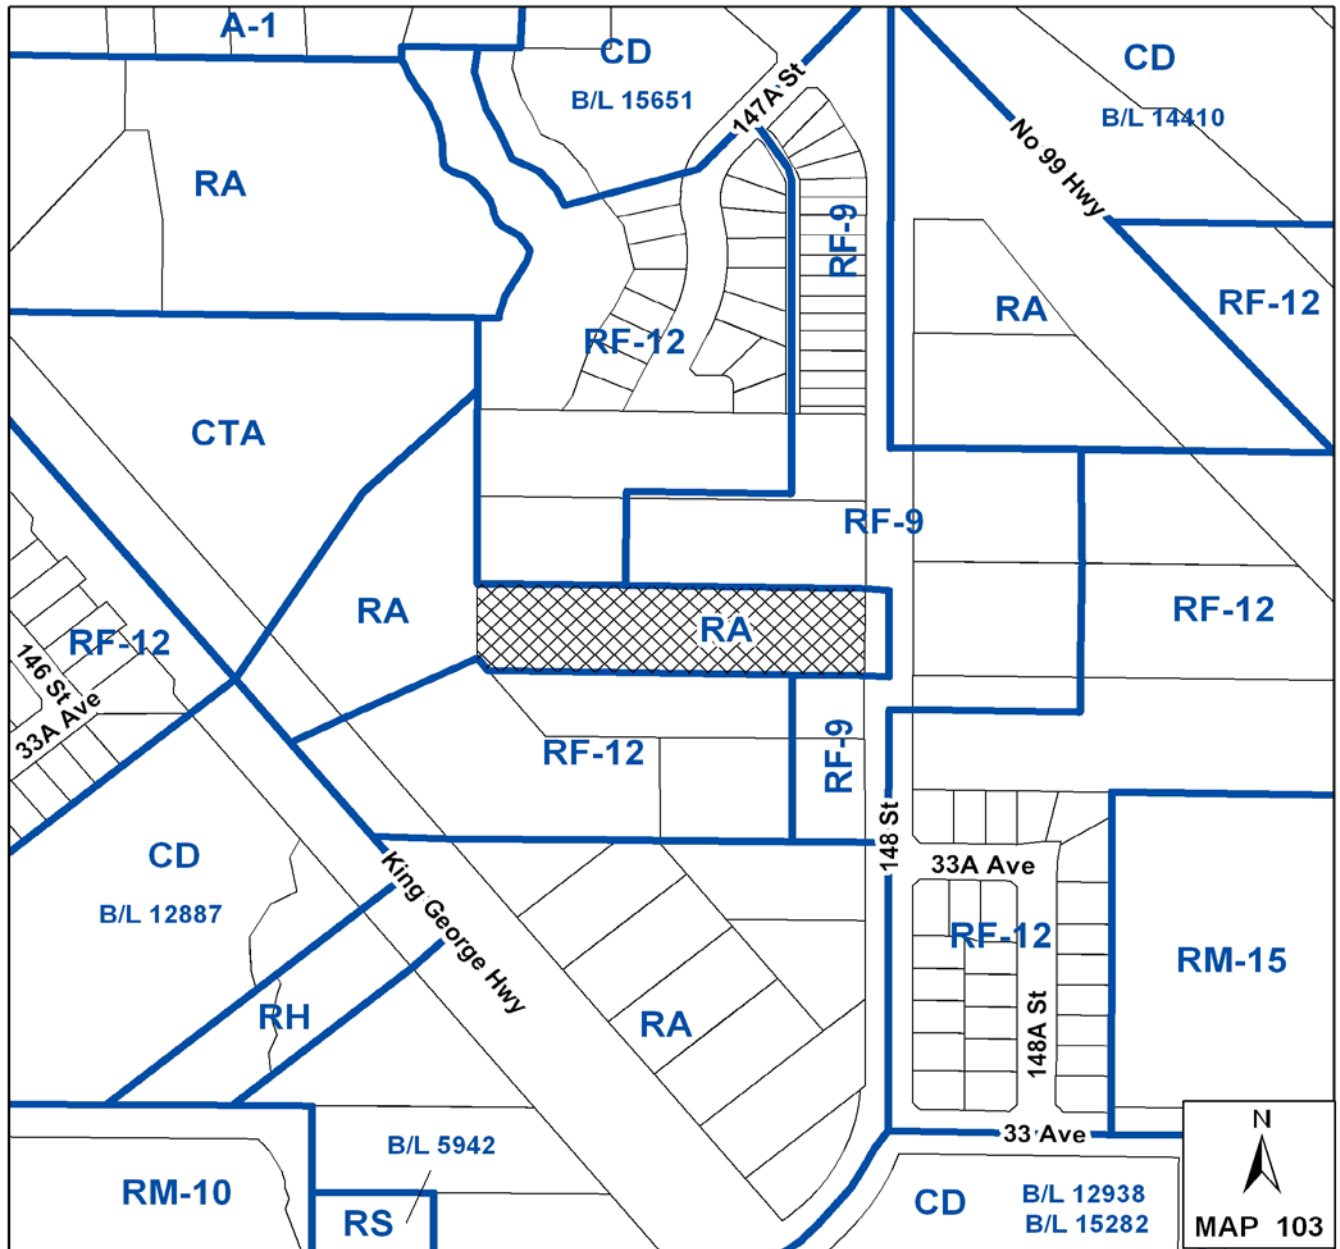 A-1
CD
B/L 15651
147A St
CD
B/L 14410
No 99 Hwy
RA
RF-9
RA
RF-12
RF-12
CTA
RF-9
RA
RA
RF-12
RF-12
146 St
33A Ave
RF-12
RF-9
148 St
CD
B/L 12887
King George Hwy
33A Ave
RF-12
RM-15
RH
RA
148A St
33 Ave
B/L 5942
RM-10
RS
CD
B/L 12938
B/L 15282
N
MAP 103